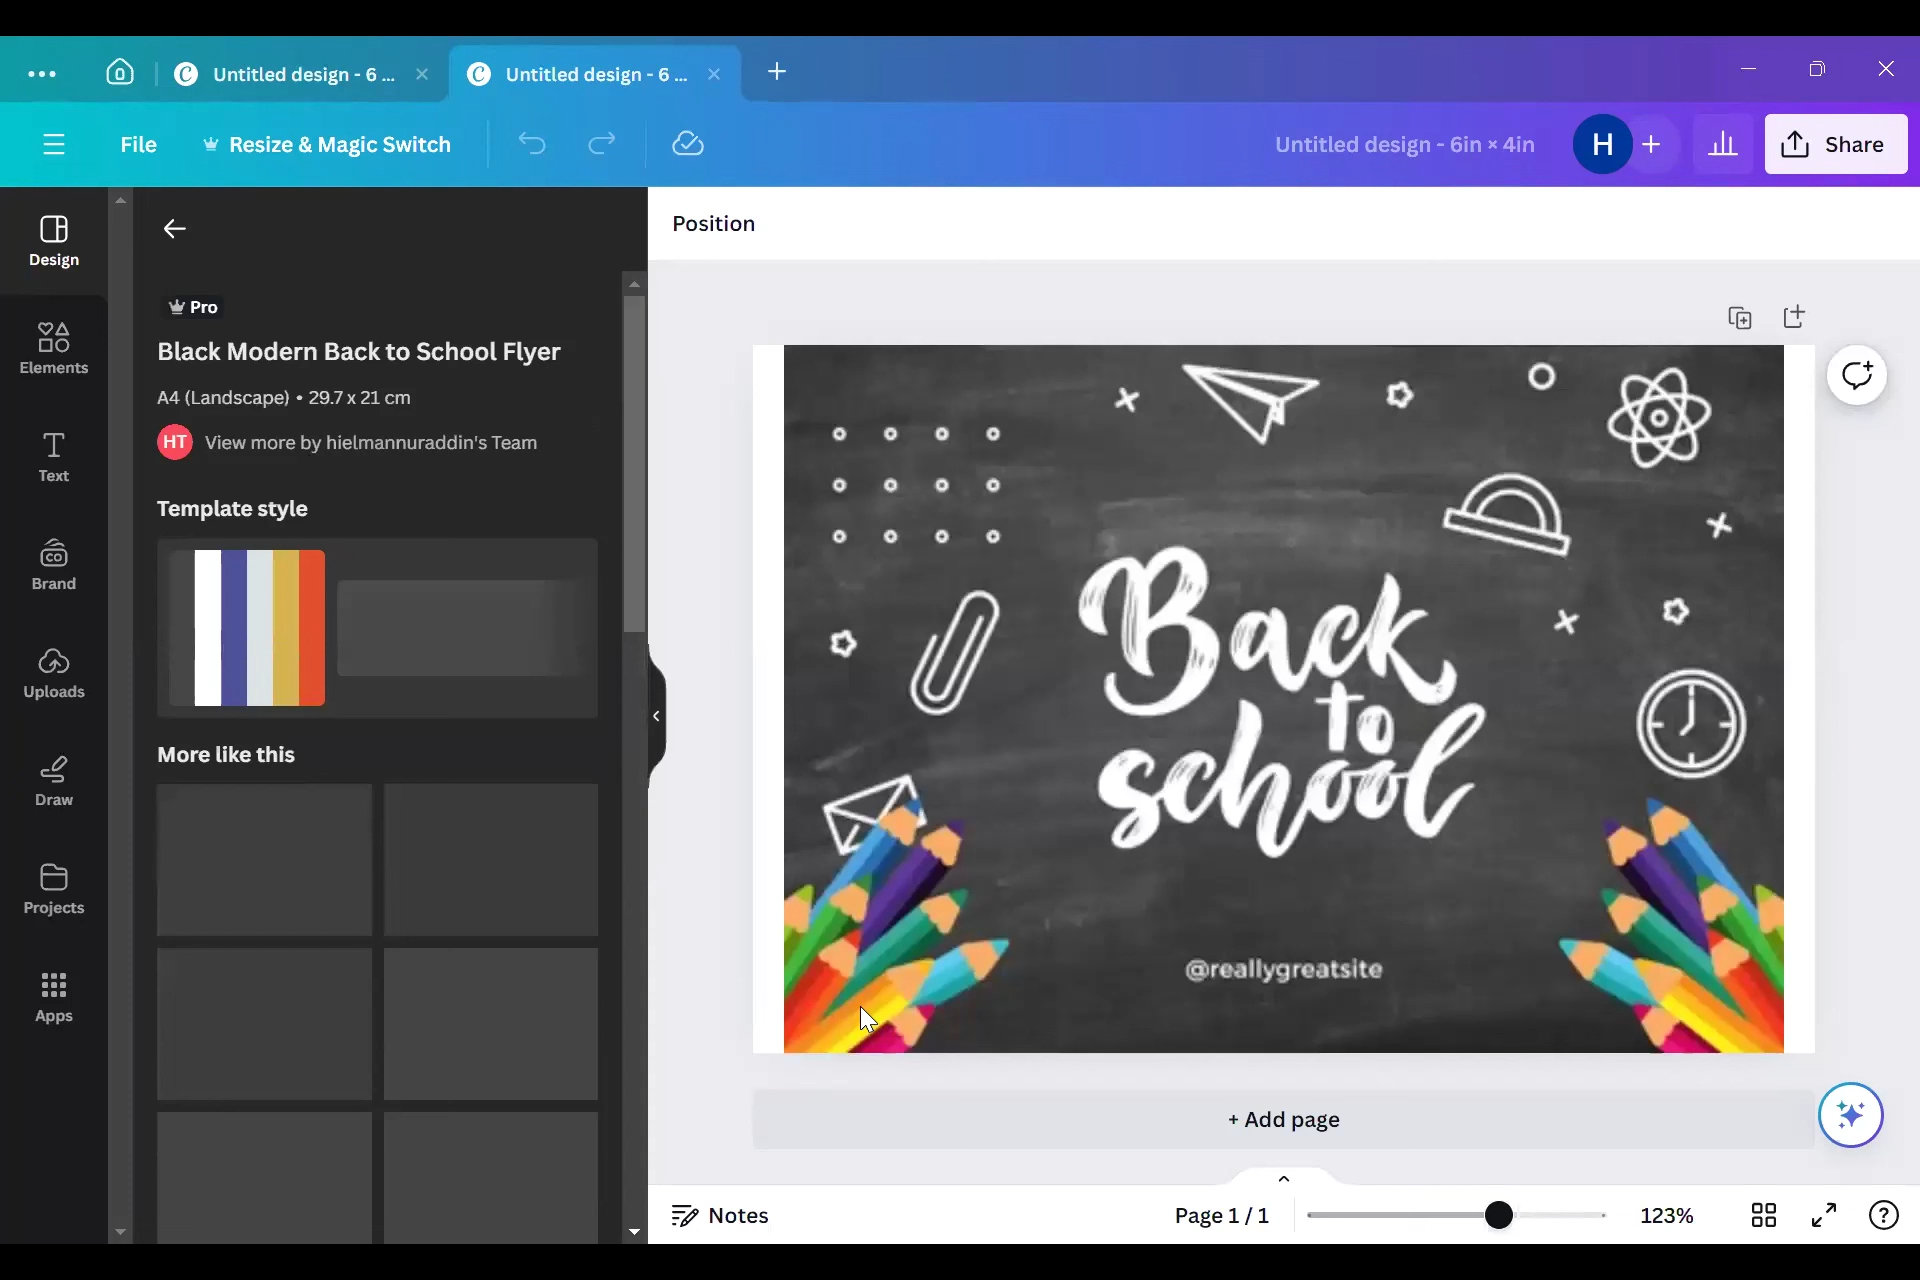 Untitled design - 6 ...
Untitled design - 6 ...
File
Resize & Magic Switch
Untitled design - 6in × 4in
H
Share
Design
Elements
Text
CO
Brand
Uploads
Draw
Projects
Apps
Pro
Black Modern Back to School Flyer
A4 (Landscape) • 29.7 x 21 cm
HT
View more by hielmannuraddin's Team
Template style
More like this
Position
Back
to
school
@reallygreatsite
+ Add page
Notes
Page 1 / 1
123%